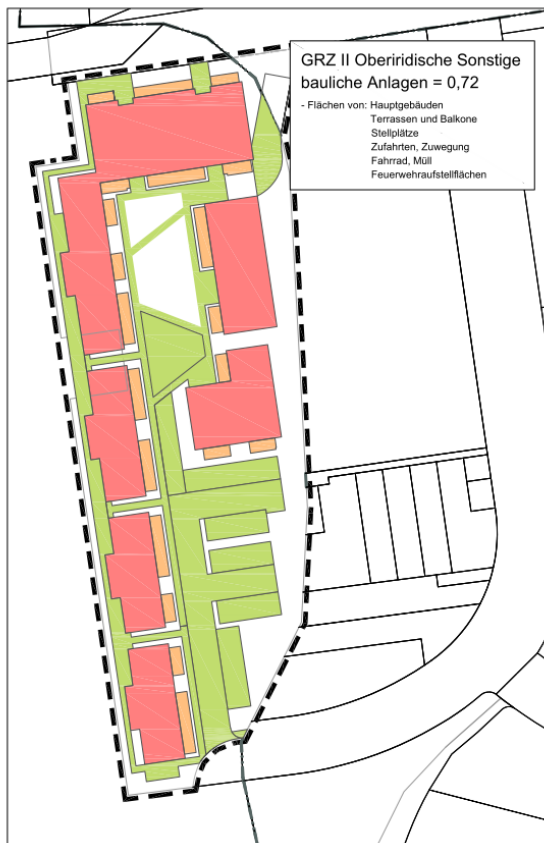 GRZ II Oberiridische Sonstige
bauliche Anlagen = 0,72
- Flächen von: Hauptgebäuden
Terrassen und Balkone
Stellplätze
Zufahrten, Zuwegung
Fahrrad, Müll
Feuerwehraufstellflächen